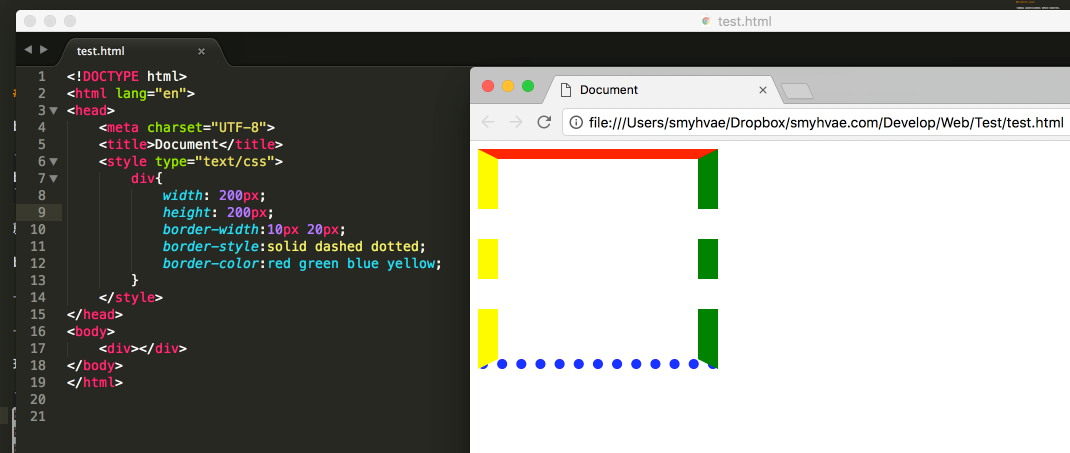 test.html
test.html ×
1 <!DOCTYPE html>
2 <html lang="en">
3 <head>
4 <meta charset="UTF-8">
5 <title>Document</title>
6 <style type="text/css">
7 div{
8 width: 200px;
9 height: 200px;
10 border-width:10px 20px;
11 border-style:solid dashed dotted;
12 border-color:red green blue yellow;
13 }
14 </style>
15 </head>
16 <body>
17 <div></div>
18 </body>
19 </html>
20
21
Document ×
file:///Users/smyhvae/Dropbox/smyhvae.com/Develop/Web/Test/test.html